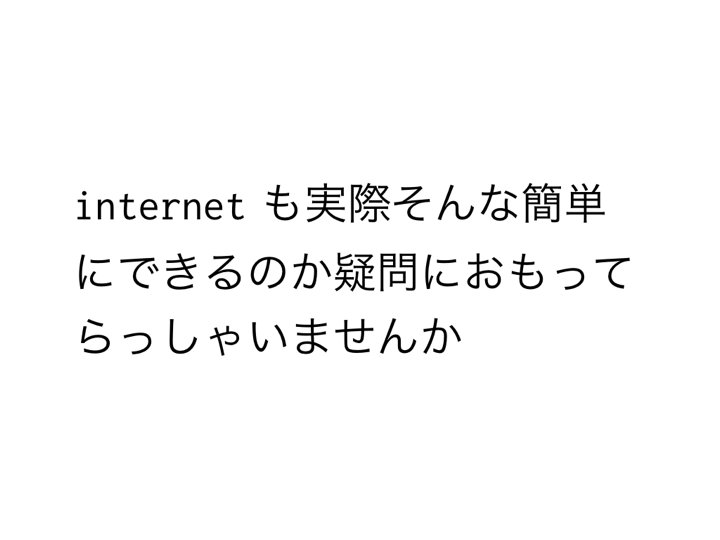 internet も実際そんな簡単
にできるのか疑問におもって
らっしゃいませんか